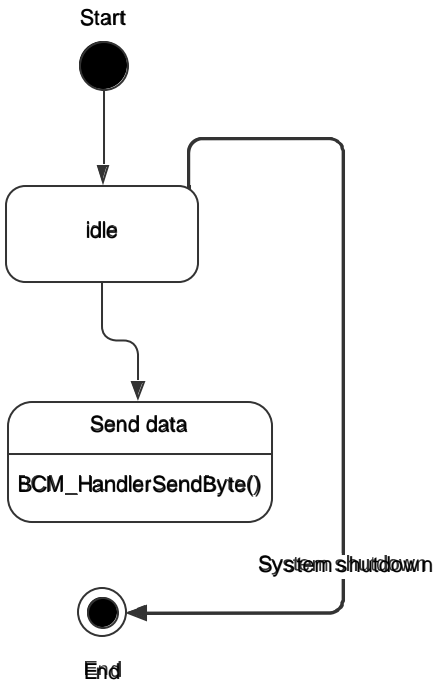 Start
idle
Send data
BCM_HandlerSendByte()
System shutdown
End